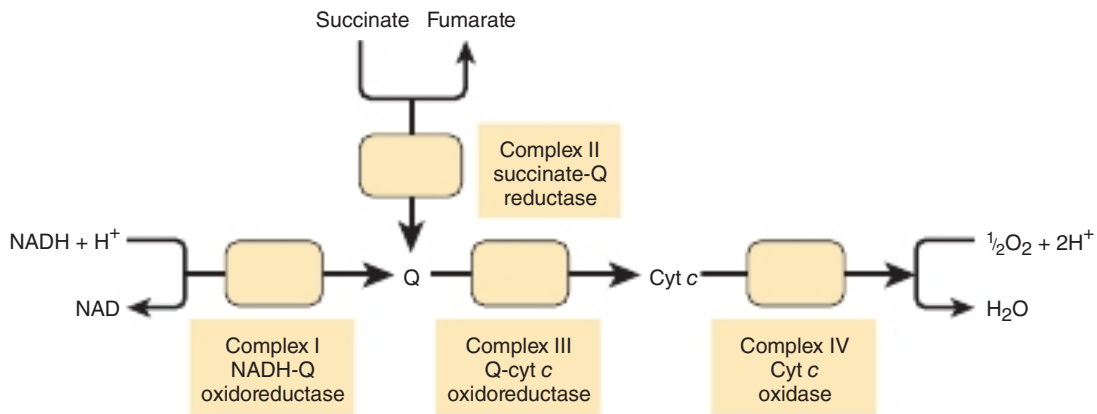 Succinate Fumarate
Complex II
succinate-Q
reductase
NADH + H⁺
NAD
Q
Cyt c
½O₂ + 2H⁺
H₂O
Complex I
NADH-Q
oxidoreductase
Complex III
Q-cyt c
oxidoreductase
Complex IV
Cyt c
oxidase